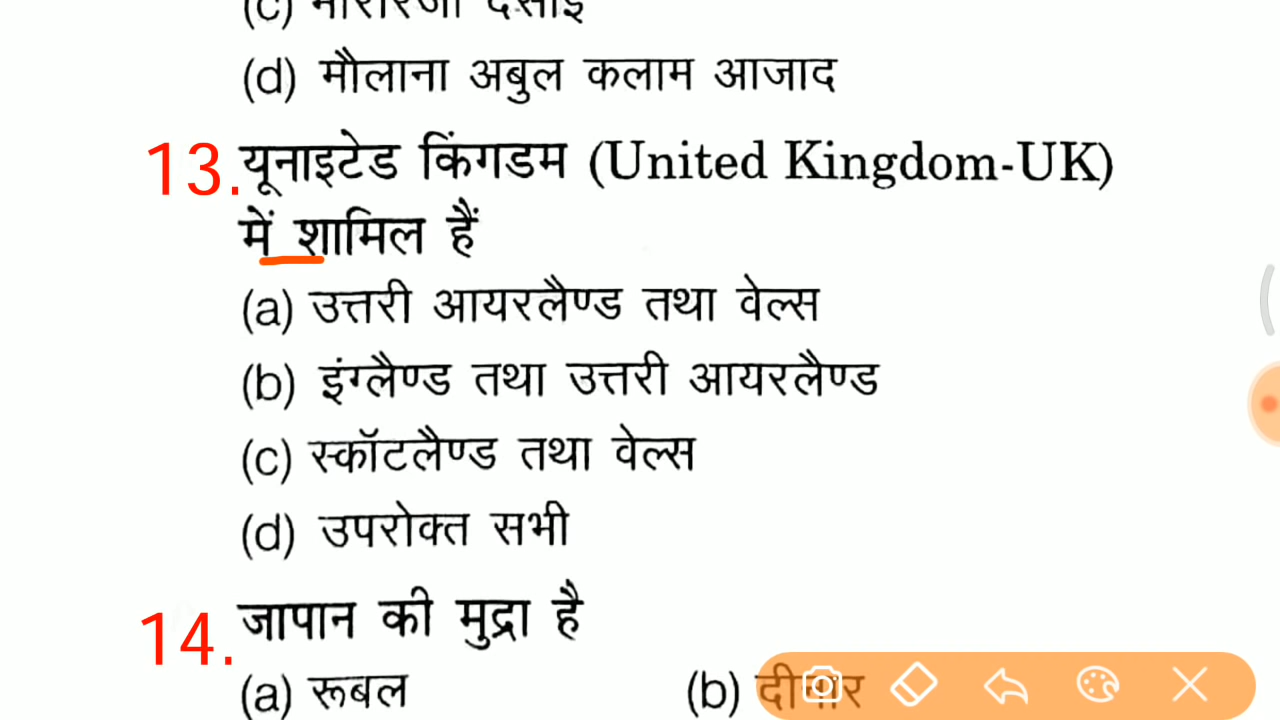 (c) मोरारजी देसाई
(d) मौलाना अबुल कलाम आजाद
13. यूनाइटेड किंगडम (United Kingdom-UK)
में शामिल हैं
(a) उत्तरी आयरलैण्ड तथा वेल्स
(b) इंग्लैण्ड तथा उत्तरी आयरलैण्ड
(c) स्कॉटलैण्ड तथा वेल्स
(d) उपरोक्त सभी
14. जापान की मुद्रा है
(a) रूबल (b) दीनार